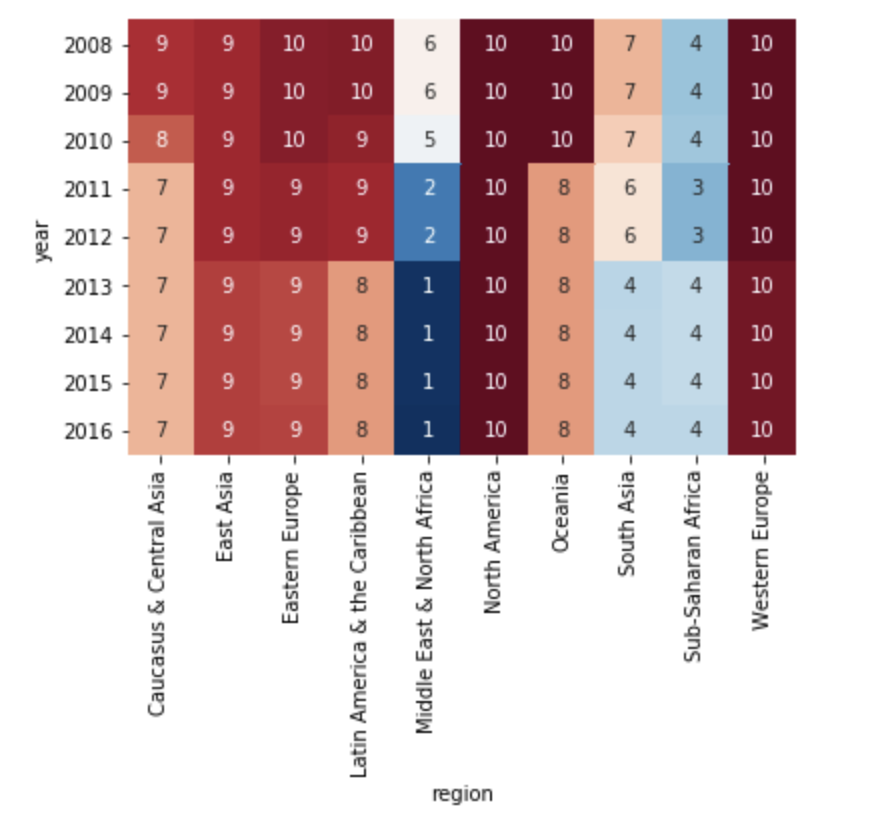 2008 9 9 10 10 6 10 10 7 4 10
2009 9 9 10 10 6 10 10 7 4 10
2010 8 9 10 9 5 10 10 7 4 10
2011 7 9 9 9 2 10 8 6 3 10
2012 7 9 9 9 2 10 8 6 3 10
2013 7 9 9 8 1 10 8 4 4 10
2014 7 9 9 8 1 10 8 4 4 10
2015 7 9 9 8 1 10 8 4 4 10
2016 7 9 9 8 1 10 8 4 4 10
year
Caucasus & Central Asia
East Asia
Eastern Europe
Latin America & the Caribbean
Middle East & North Africa
North America
Oceania
South Asia
Sub-Saharan Africa
Western Europe
region